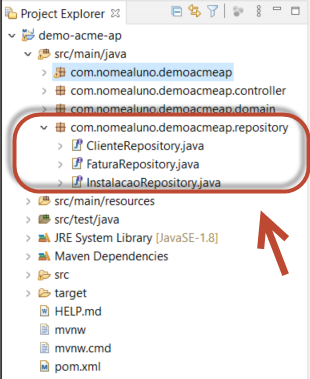 Project Explorer
demo-acme-ap
src/main/java
com.nomealuno.demoacmeap
com.nomealuno.demoacmeap.controller
com.nomealuno.demoacmeap.domain
com.nomealuno.demoacmeap.repository
ClienteRepository.java
FaturaRepository.java
InstalacaoRepository.java
src/main/resources
src/test/java
JRE System Library [JavaSE-1.8]
Maven Dependencies
src
target
HELP.md
mvnw
mvnw.cmd
pom.xml